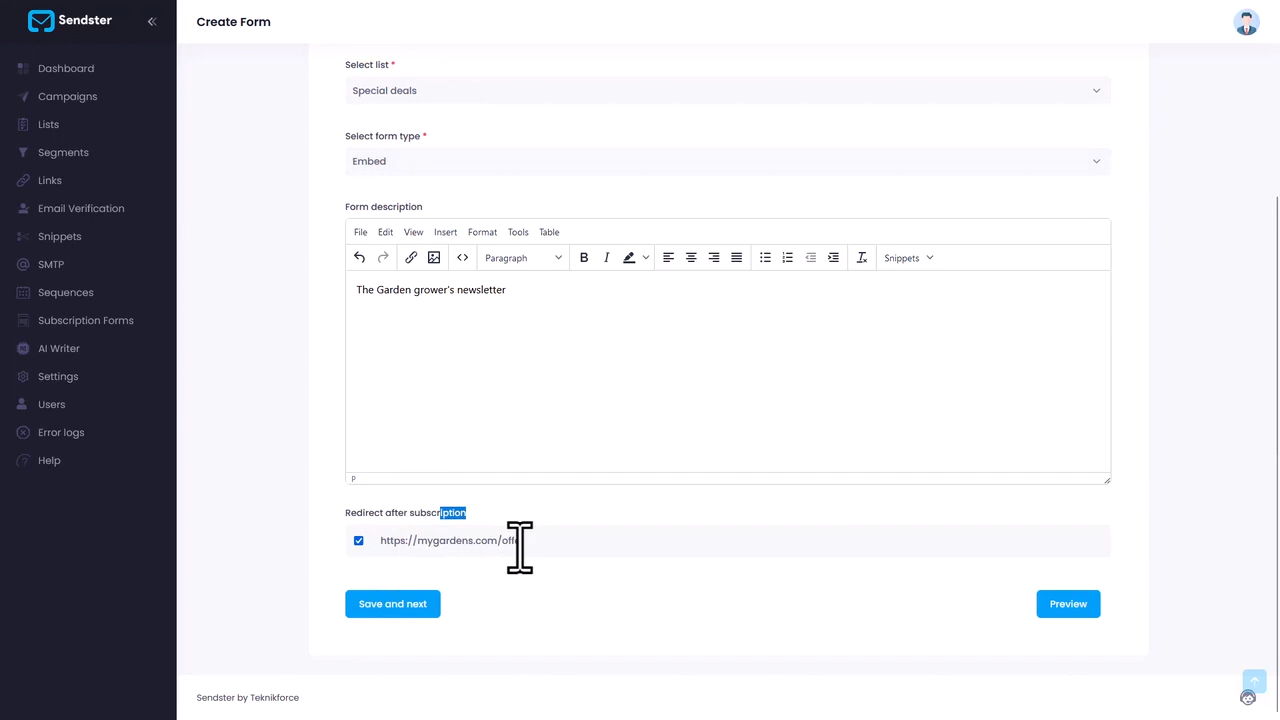 Sendster
Create Form
Dashboard
Campaigns
Lists
Segments
Links
Email Verification
Snippets
SMTP
Sequences
Subscription Forms
AI Writer
Settings
Users
Error logs
Help
Select list *
Special deals
Select form type *
Embed
Form description
File Edit View Insert Format Tools Table
Paragraph B I Snippets
The Garden grower's newsletter
P
Redirect after subscription
https://mygardens.com/off
Save and next
Preview
Sendster by Teknikforce